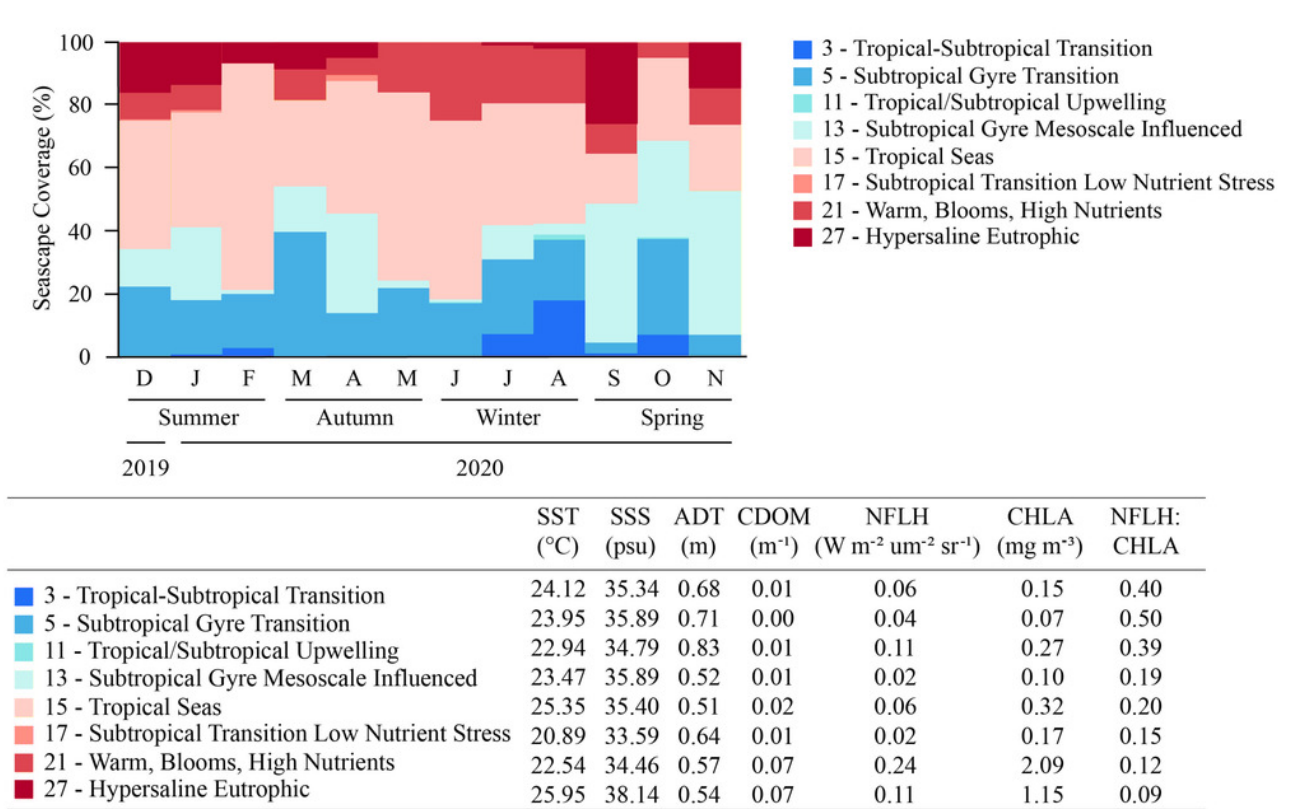 100
80
60
40
20
0
Seascape Coverage (%)
D J F M A M J J A S O N
Summer Autumn Winter Spring
2019 2020
3 - Tropical-Subtropical Transition
5 - Subtropical Gyre Transition
11 - Tropical/Subtropical Upwelling
13 - Subtropical Gyre Mesoscale Influenced
15 - Tropical Seas
17 - Subtropical Transition Low Nutrient Stress
21 - Warm, Blooms, High Nutrients
27 - Hypersaline Eutrophic
SST SSS ADT CDOM NFLH CHLA NFLH:
(°C) (psu) (m) (m⁻¹) (W m⁻² um⁻² sr⁻¹) (mg m⁻³) CHLA
3 - Tropical-Subtropical Transition 24.12 35.34 0.68 0.01 0.06 0.15 0.40
5 - Subtropical Gyre Transition 23.95 35.89 0.71 0.00 0.04 0.07 0.50
11 - Tropical/Subtropical Upwelling 22.94 34.79 0.83 0.01 0.11 0.27 0.39
13 - Subtropical Gyre Mesoscale Influenced 23.47 35.89 0.52 0.01 0.02 0.10 0.19
15 - Tropical Seas 25.35 35.40 0.51 0.02 0.06 0.32 0.20
17 - Subtropical Transition Low Nutrient Stress 20.89 33.59 0.64 0.01 0.02 0.17 0.15
21 - Warm, Blooms, High Nutrients 22.54 34.46 0.57 0.07 0.24 2.09 0.12
27 - Hypersaline Eutrophic 25.95 38.14 0.54 0.07 0.11 1.15 0.09